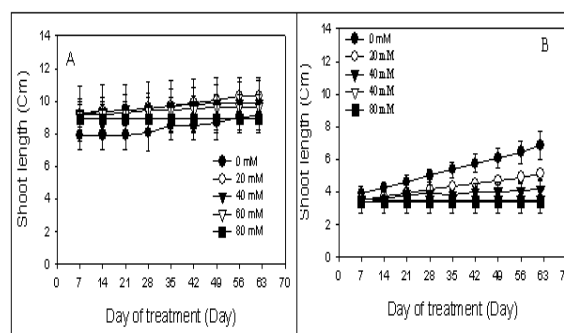 A
Shoot length (Cm)
14
12
10
8
6
4
2
0
0 mM
20 mM
40 mM
60 mM
80 mM
0 7 14 21 28 35 42 49 56 63 70
Day of treatment (Day)
B
Shoot length (Cm)
14
12
10
8
6
4
2
0
0 mM
20 mM
40 mM
40 mM
80 mM
0 7 14 21 28 35 42 49 56 63 7
Day of treatment (Day)